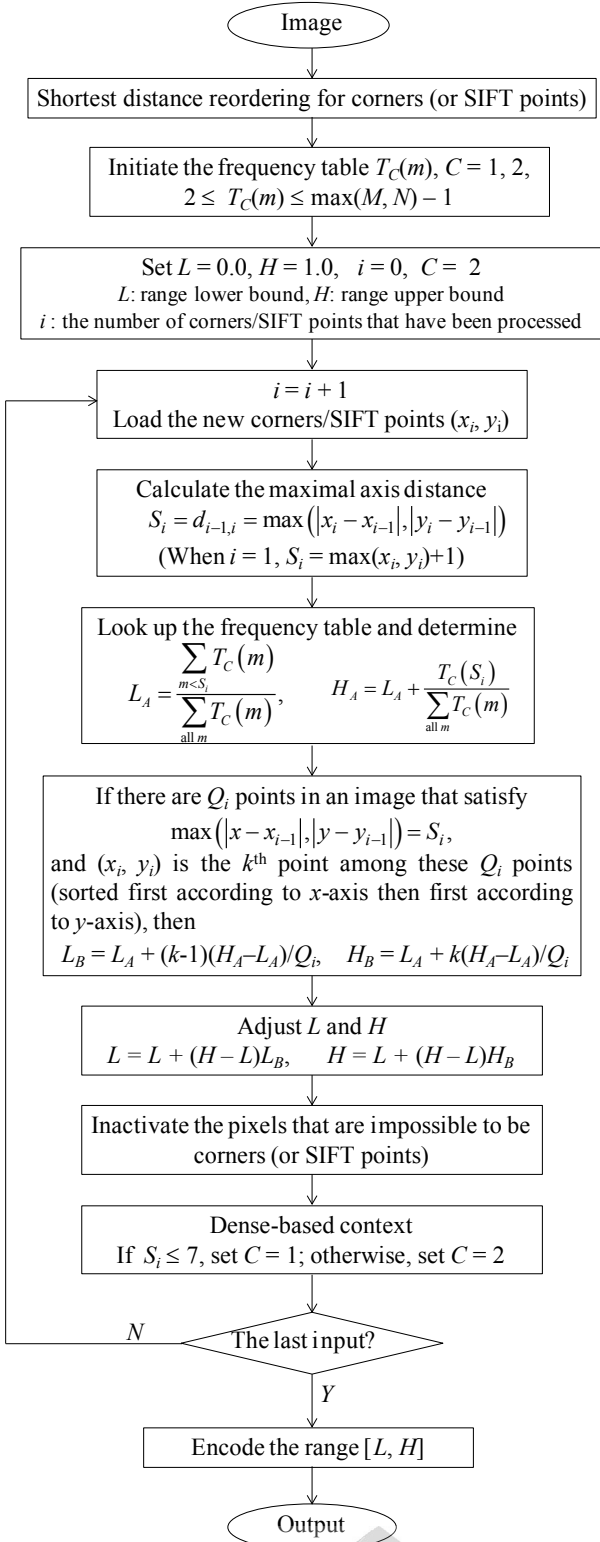 Image
Shortest distance reordering for corners (or SIFT points)
Initiate the frequency table T_C(m), C = 1, 2,
2 ≤ T_C(m) ≤ max(M, N) − 1
Set L = 0.0, H = 1.0, i=0, C = 2
L: range lower bound, H: range upper bound
i : the number of corners/SIFT points that have been processed
i = i + 1
Load the new corners/SIFT points (x_i, y_i)
Calculate the maximal axis distance
S_i = d_{i−1,i} = max(|x_i − x_{i−1}|, |y_i − y_{i−1}|)
(When i = 1, S_i = max(x_i, y_i)+1)
Look up the frequency table and determine
L_A = \frac{\sum_{m<S_i} T_C(m)}{\sum_{all m} T_C(m)}, H_A = L_A + \frac{T_C(S_i)}{\sum_{all m} T_C(m)}
If there are Q_i points in an image that satisfy
max(|x − x_{i−1}|, |y − y_{i−1}|) = S_i,
and (x_i, y_i) is the k^th point among these Q_i points
(sorted first according to x-axis then first according
to y-axis), then
L_B = L_A + (k-1)(H_A–L_A)/Q_i, H_B = L_A + k(H_A–L_A)/Q_i
Adjust L and H
L = L + (H – L)L_B, H = L + (H – L)H_B
Inactivate the pixels that are impossible to be
corners (or SIFT points)
Dense-based context
If S_i ≤ 7, set C = 1; otherwise, set C = 2
N
The last input?
Y
Encode the range [L, H]
Output